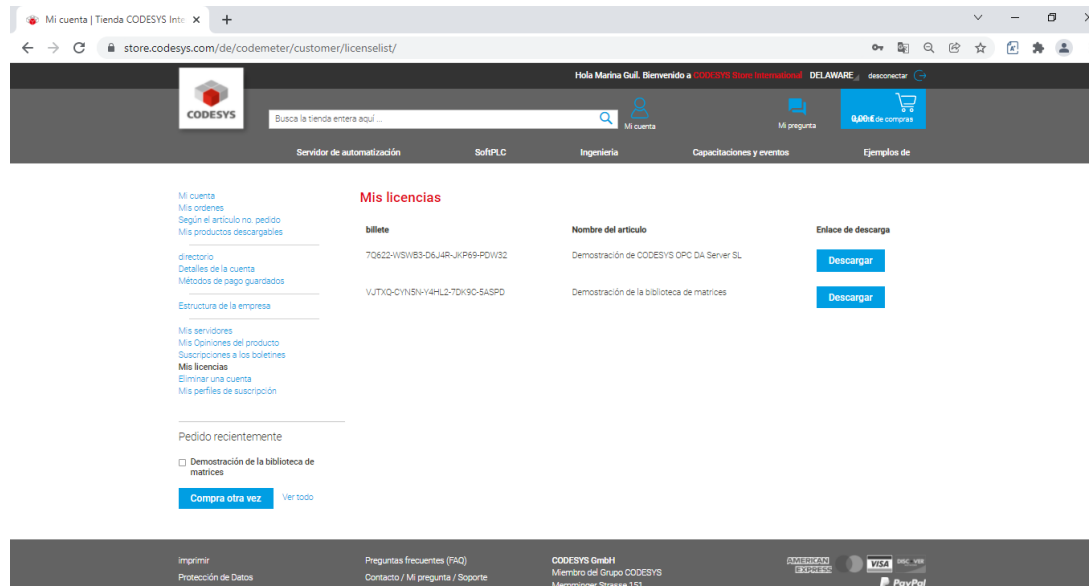 Mi cuenta | Tienda CODESYS Inte
store.codesys.com/de/codemeter/customer/licenselist/
Hola Marina Guil. Bienvenido a CODESYS Store International DELAWARE desconectar
CODESYS
Busca la tienda entera aquí ...
Mi cuenta
Mi pregunta
de compras
Servidor de automatización SoftPLC Ingenieria Capacitaciones y eventos Ejemplos de
Mi cuenta
Mis ordenes
Según el artículo no. pedido
Mis productos descargables
directorio
Detalles de la cuenta
Métodos de pago guardados
Estructura de la empresa
Mis servidores
Mis Opiniones del producto
Suscripciones a los boletines
Mis licencias
Eliminar una cuenta
Mis perfiles de suscripción
Pedido recientemente
Demostración de la biblioteca de
matrices
Compra otra vez Ver todo
Mis licencias
billete Nombre del articulo Enlace de descarga
7Q622-WSWB3-D6J4R-JKP69-PDW32 Demostración de CODESYS OPC DA Server SL Descargar
VJTXQ-CYN5N-Y4HL2-7DK9C-5ASPD Demostración de la biblioteca de matrices Descargar
imprimir
Protección de Datos
Preguntas frecuentes (FAQ)
Contacto / Mi pregunta / Soporte
CODESYS GmbH
Miembro del Grupo CODESYS
Memminger Strasse 151
AMERICAN
EXPRESS
VISA
PayPal